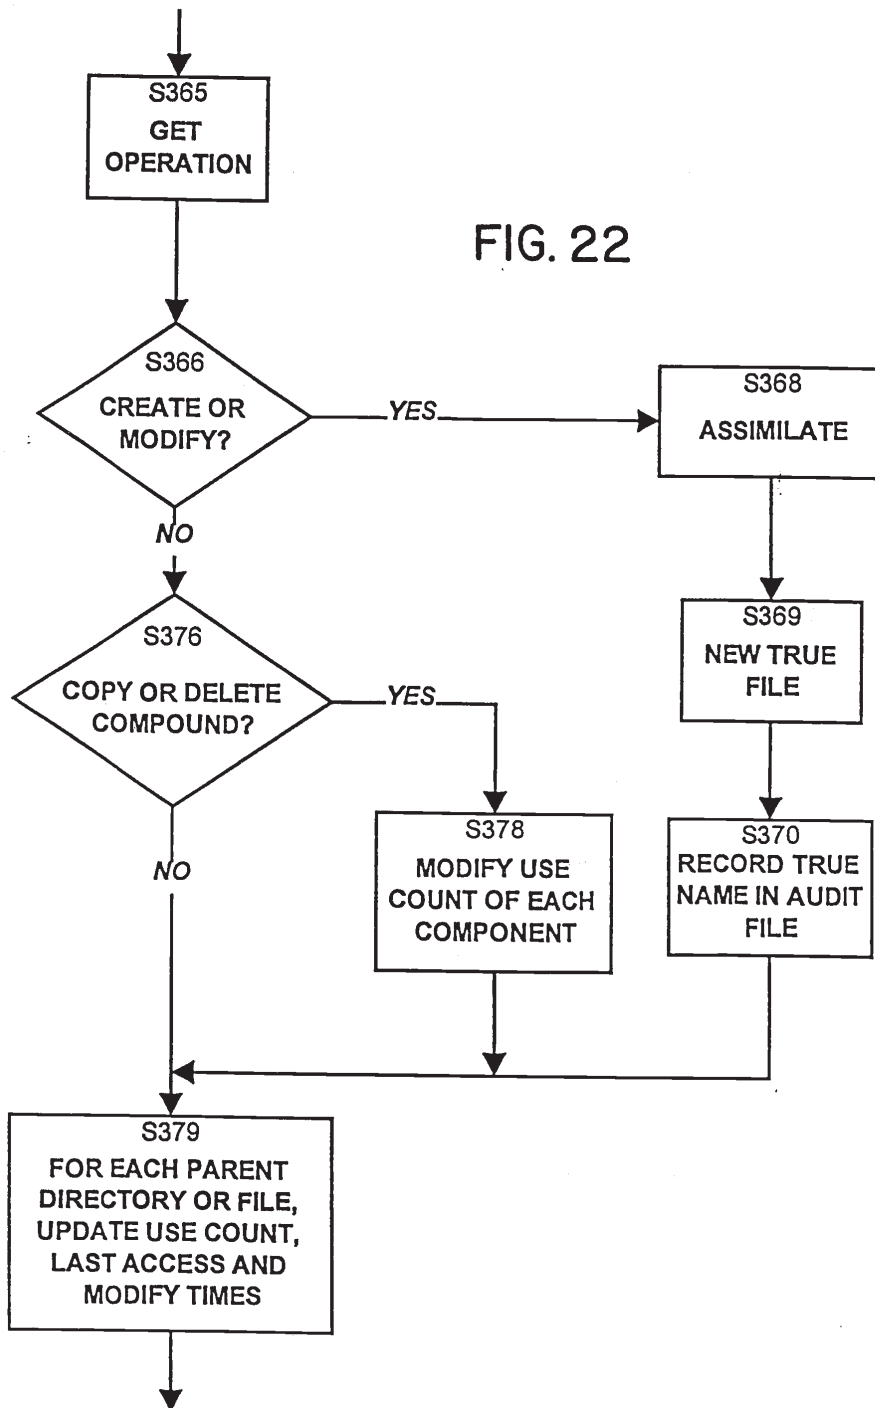 S365
GET
OPERATION
FIG. 22
S366
CREATE OR
MODIFY?
YES
S368
ASSIMILATE
NO
S369
NEW TRUE
FILE
S376
COPY OR DELETE
COMPOUND?
YES
S378
MODIFY USE
COUNT OF EACH
COMPONENT
S370
RECORD TRUE
NAME IN AUDIT
FILE
NO
S379
FOR EACH PARENT
DIRECTORY OR FILE,
UPDATE USE COUNT,
LAST ACCESS AND
MODIFY TIMES